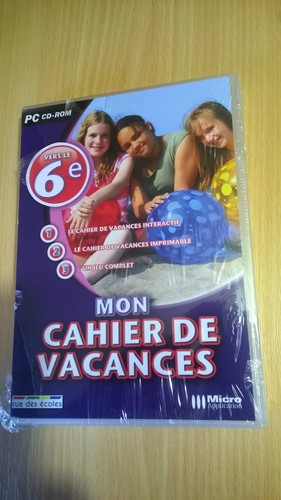 PC CD-ROM
VERS LE
6e
1 LE CAHIER DE VACANCES INTERACTIF
2 LE CAHIER DE VACANCES IMPRIMABLE
3 UN JEU COMPLET
MON
CAHIER DE
VACANCES
rue des écoles
Micro
Application